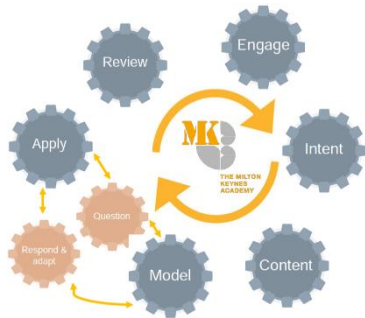 Engage
Review
Intent
MK
THE MILTON
KEYNES
ACADEMY
Apply
Question
Respond &
adapt
Model
Content